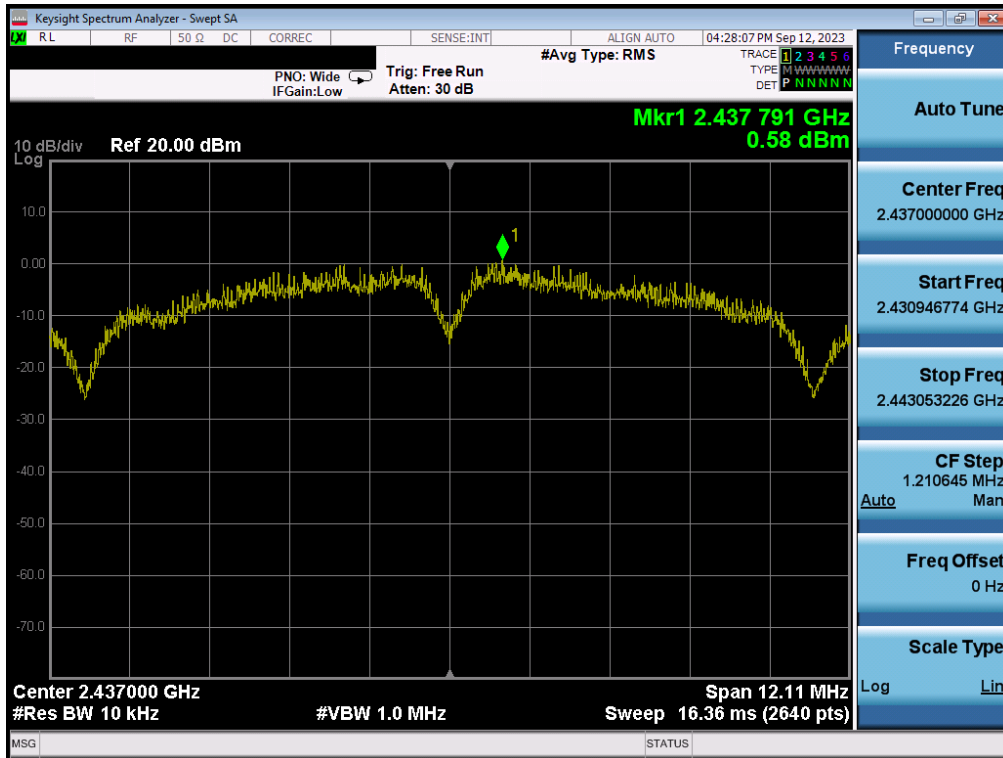 Keysight Spectrum Analyzer - Swept SA
LXI RL RF 50 Ω DC CORREC SENSE:INT ALIGN AUTO 04:28:07 PM Sep 12, 2023
PNO: Wide
IFGain:Low
Trig: Free Run
Atten: 30 dB
#Avg Type: RMS
TRACE 1 2 3 4 5 6
TYPE M WWWWW
DET P N N N N N
Mkr1 2.437 791 GHz
0.58 dBm
10 dB/div Ref 20.00 dBm
Log
10.0
0.00
-10.0
-20.0
-30.0
-40.0
-50.0
-60.0
-70.0
1
Center 2.437000 GHz Span 12.11 MHz
#Res BW 10 kHz #VBW 1.0 MHz Sweep 16.36 ms (2640 pts)
MSG STATUS
Frequency
Auto Tune
Center Freq
2.437000000 GHz
Start Freq
2.430946774 GHz
Stop Freq
2.443053226 GHz
CF Step
1.210645 MHz
Auto Man
Freq Offset
0 Hz
Scale Type
Log Lin